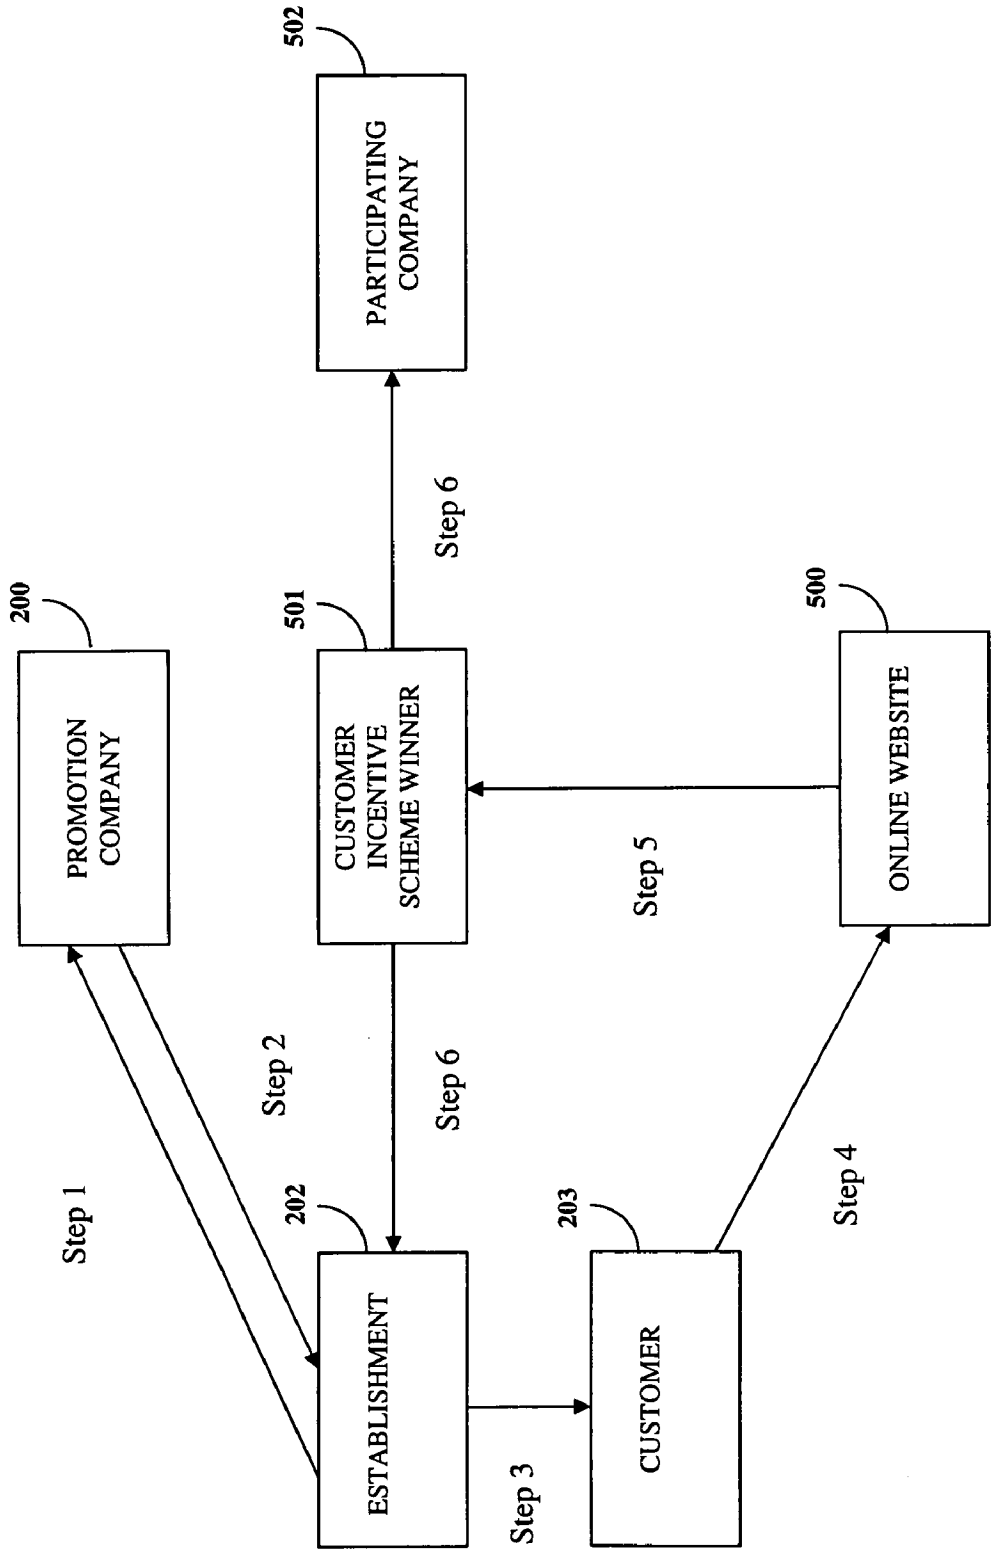 200
PROMOTION
COMPANY
Step 1
Step 2
202
ESTABLISHMENT
501
CUSTOMER
INCENTIVE
SCHEME WINNER
502
PARTICIPATING
COMPANY
Step 6
Step 6
Step 3
203
CUSTOMER
Step 5
Step 4
500
ONLINE WEBSITE